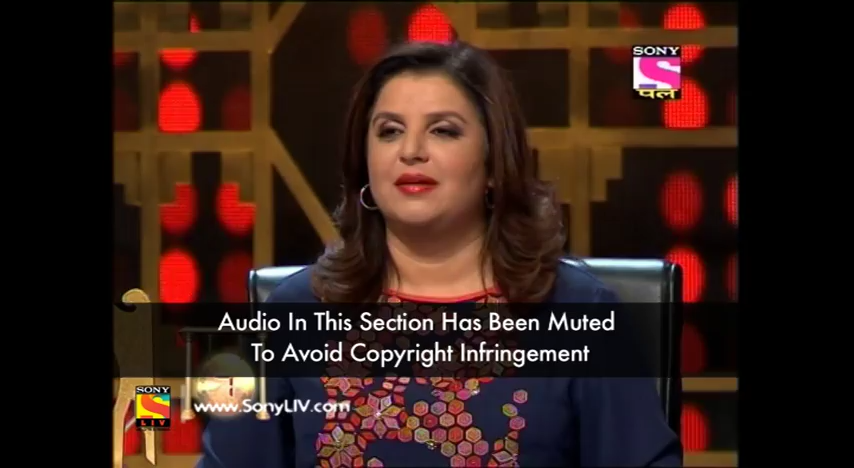 SONY
S
पल
Audio In This Section Has Been Muted
To Avoid Copyright Infringement
SONY
S
LIV
www.SonyLIV.com